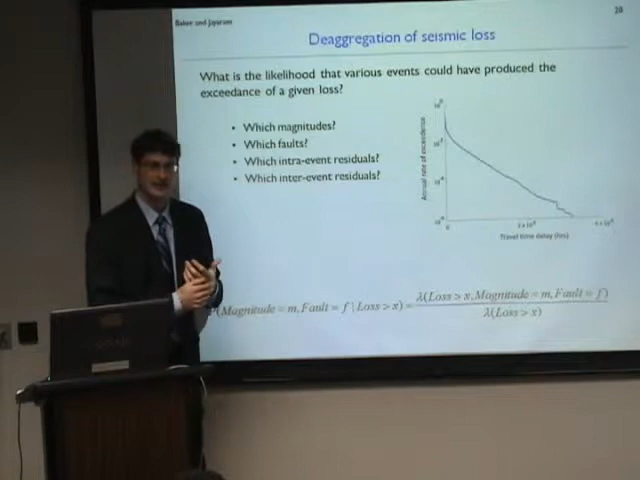 Baker and Jayaram
20
Deaggregation of seismic loss
What is the likelihood that various events could have produced the
exceedance of a given loss?
• Which magnitudes?
• Which faults?
• Which intra-event residuals?
• Which inter-event residuals?
Annual rate of exceedance
0
Travel time delay (hrs)
P(Magnitude = m, Fault = f | Loss > x) = λ(Loss > x, Magnitude = m, Fault = f)
λ(Loss > x)